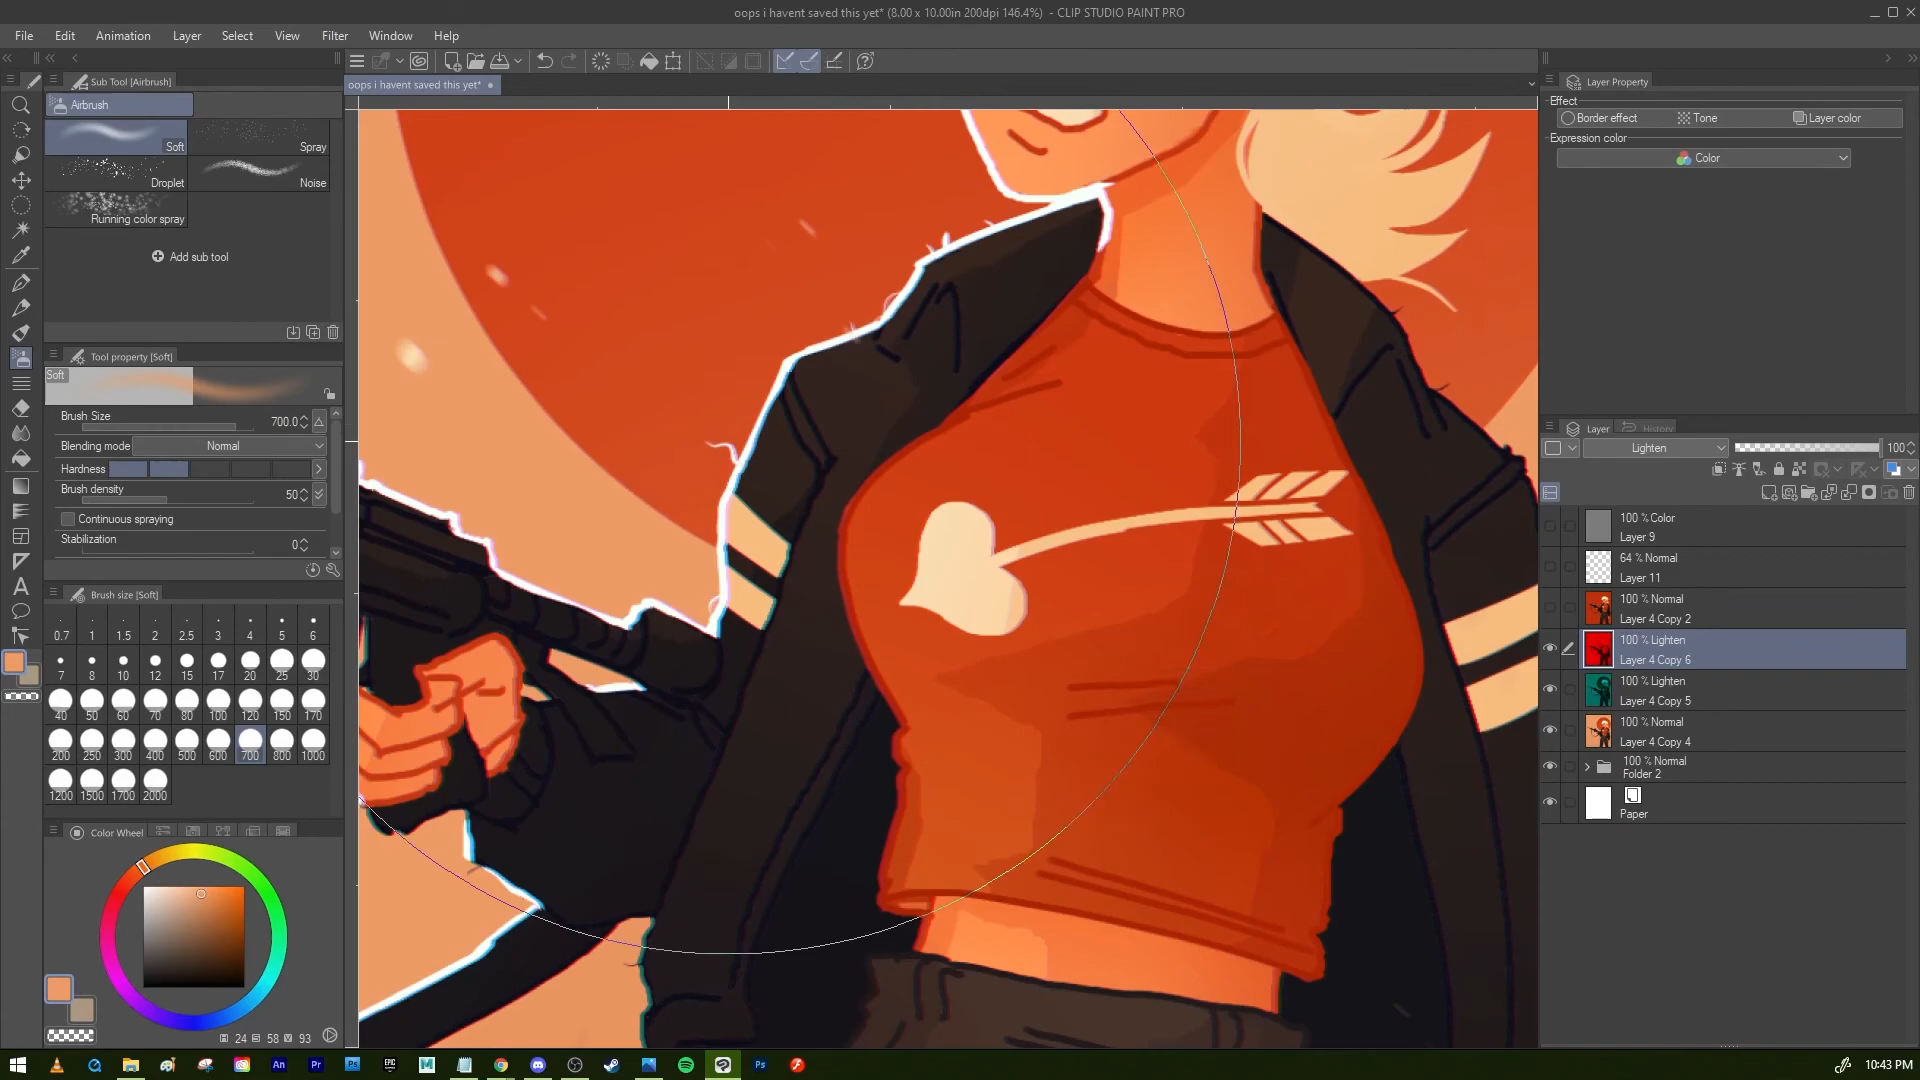 oops i havent saved this yet* (8.00 x 10.00in 200dpi 146.4%) - CLIP STUDIO PAINT PRO
File Edit Animation Layer Select View Filter Window Help
Sub Tool [Airbrush]
Airbrush
Soft Spray
Droplet Noise
Running color spray
Add sub tool
Tool property [Soft]
Soft
Brush Size 700.0
Blending mode Normal
Hardness
Brush density 50
Continuous spraying
Stabilization 0
Brush size [Soft]
0.7 1 1.5 2 2.5 3 4 5 6
7 8 10 12 15 17 20 25 30
40 50 60 70 80 100 120 150 170
200 250 300 400 500 600 700 800 1000
1200 1500 1700 2000
Color Wheel
H 24 S 58 V 93
oops i havent saved this yet*
Layer Property
Effect
Border effect Tone Layer color
Expression color
Color
Layer History
Lighten 100
100 % Color
Layer 9
64 % Normal
Layer 11
100 % Normal
Layer 4 Copy 2
100 % Lighten
Layer 4 Copy 6
100 % Lighten
Layer 4 Copy 5
100 % Normal
Layer 4 Copy 4
100 % Normal
Folder 2
Paper
An Pr Ps EPIC M Ps
10:43 PM